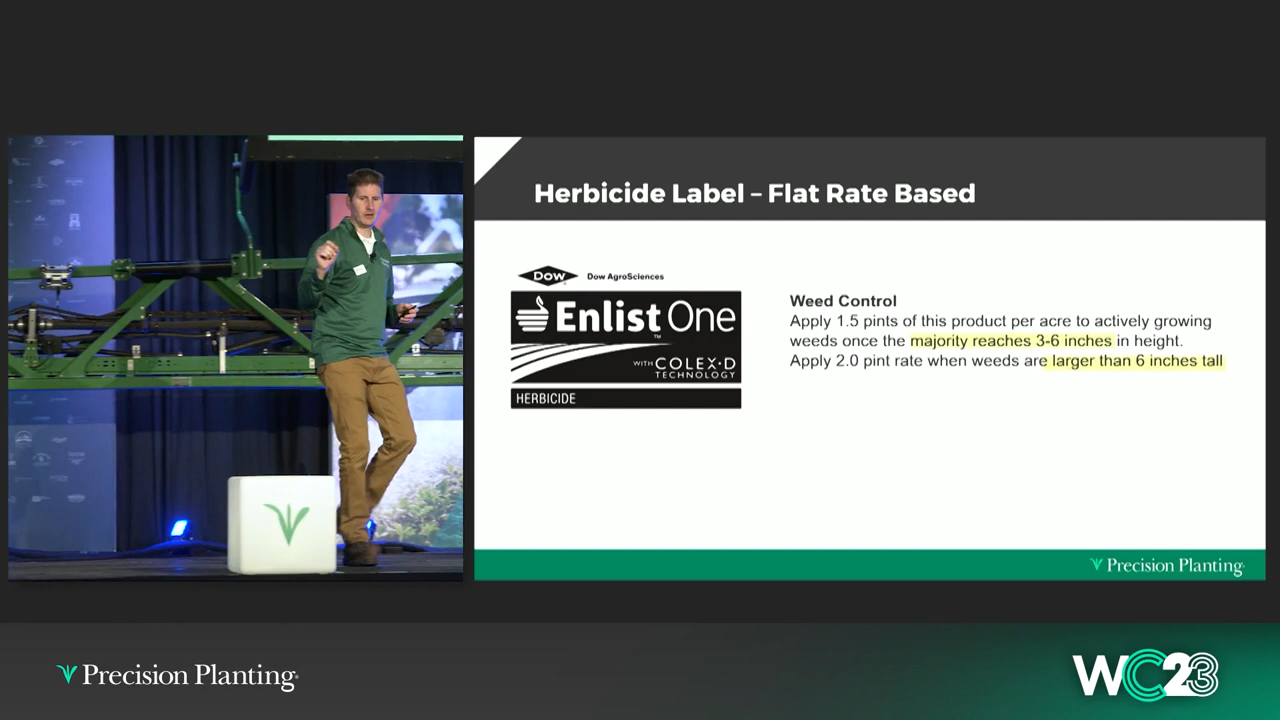 Herbicide Label – Flat Rate Based
Dow
Dow AgroSciences
Enlist One
™
WITH COLEX•D
TECHNOLOGY
HERBICIDE
Weed Control
Apply 1.5 pints of this product per acre to actively growing
weeds once the majority reaches 3-6 inches in height.
Apply 2.0 pint rate when weeds are larger than 6 inches tall
Precision Planting
Precision Planting
WC23